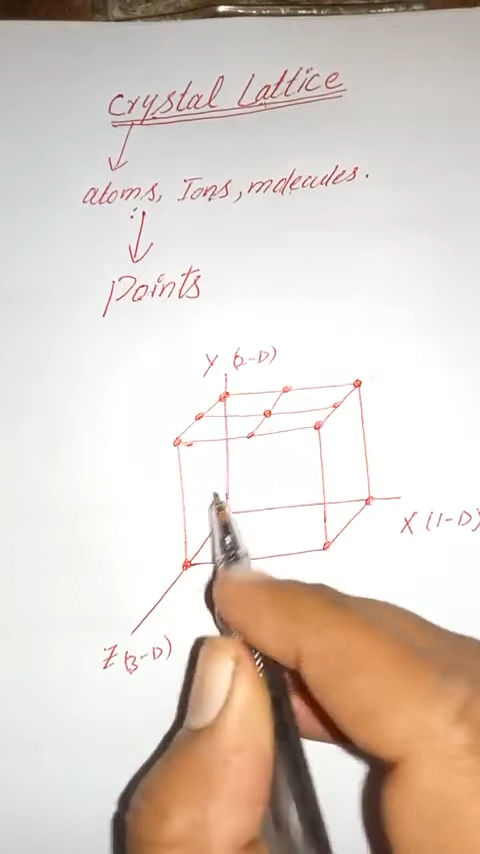 Crystal Lattice
atoms, Ions, molecules.
Points
Y (2-D)
X (1-D)
Z (3-D)